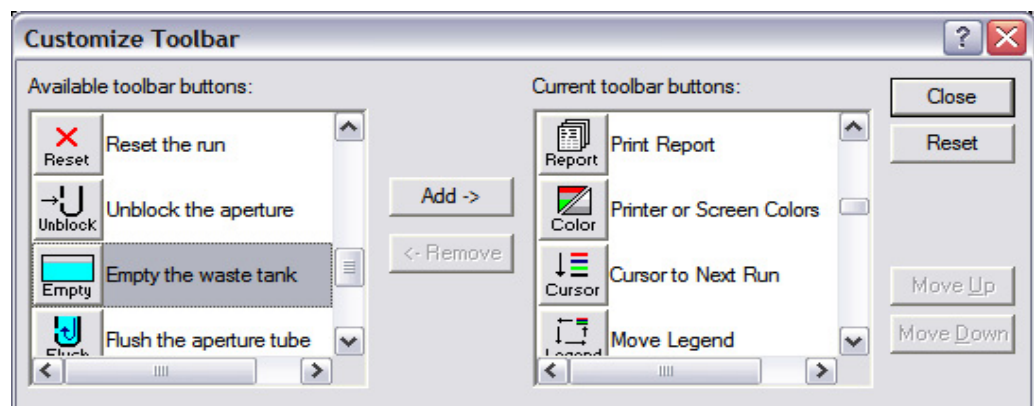 Customize Toolbar
Available toolbar buttons:
Reset
Reset the run
Unblock
Unblock the aperture
Empty
Empty the waste tank
Flush
Flush the aperture tube
Add ->
<- Remove
Current toolbar buttons:
Report
Print Report
Color
Printer or Screen Colors
Cursor
Cursor to Next Run
Legend
Move Legend
Close
Reset
Move Up
Move Down